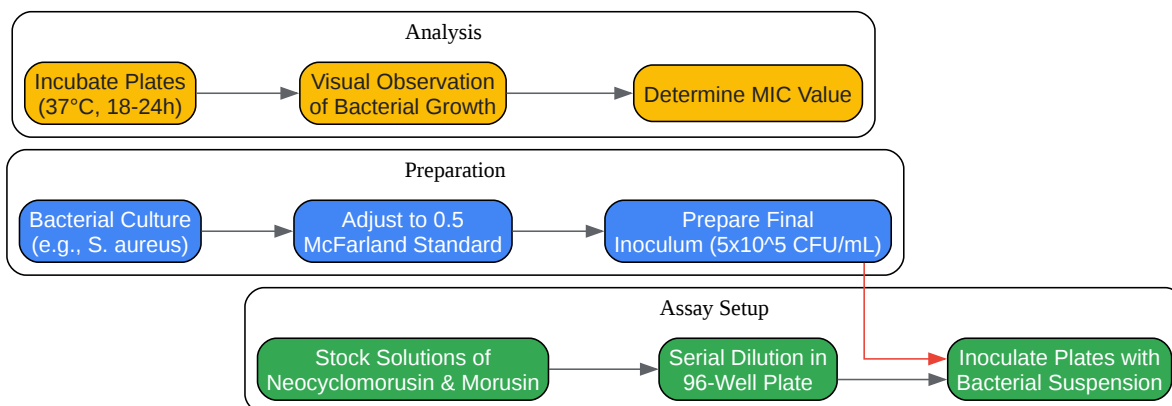 Analysis
Incubate Plates
(37°C, 18-24h)
Visual Observation
of Bacterial Growth
Determine MIC Value
Preparation
Bacterial Culture
(e.g., S. aureus)
Adjust to 0.5
McFarland Standard
Prepare Final
Inoculum (5x10^5 CFU/mL)
Assay Setup
Stock Solutions of
Neocyclomorusin & Morusin
Serial Dilution in
96-Well Plate
Inoculate Plates with
Bacterial Suspension